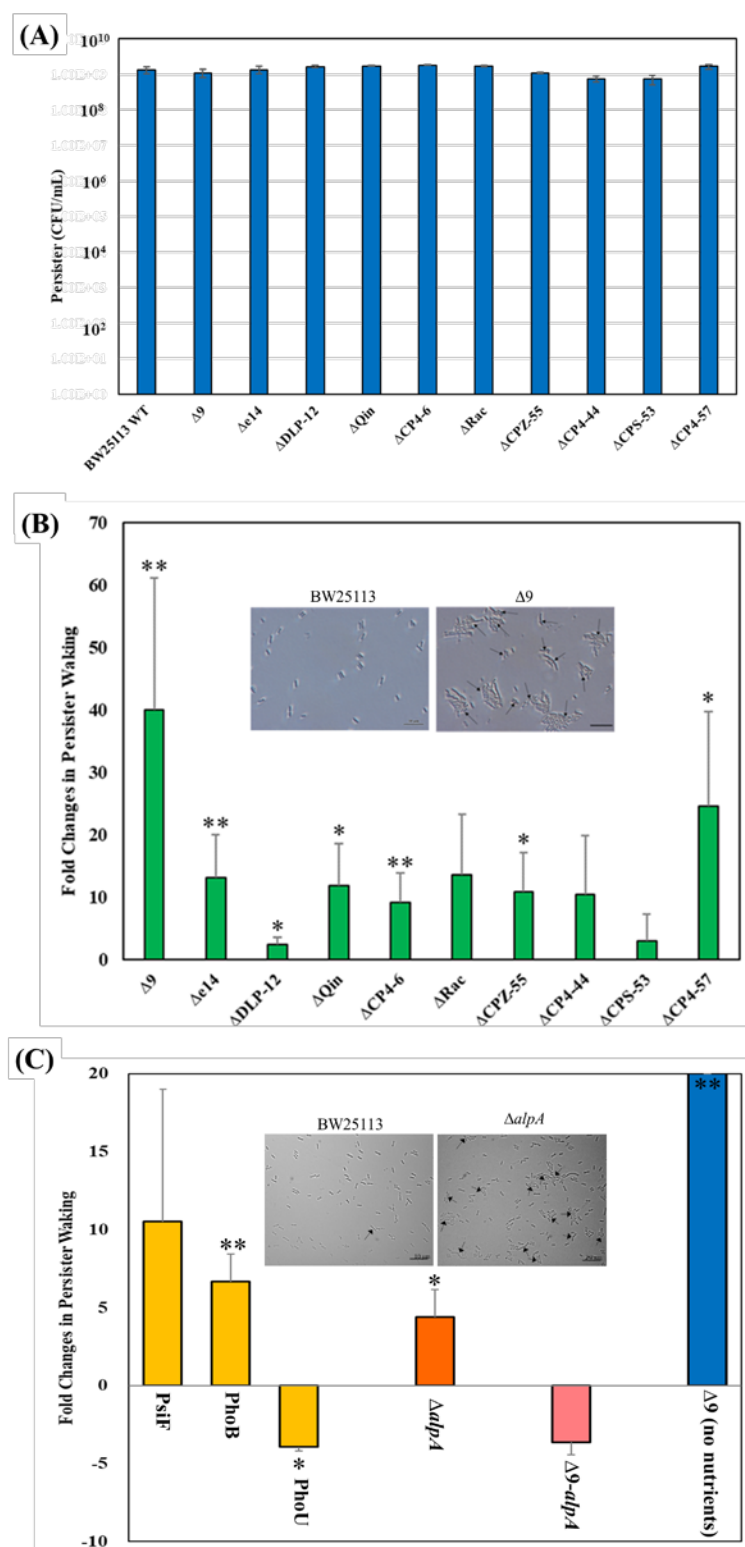 (A)
Persister (CFU/mL)
10¹⁰
10⁸
10⁶
10⁴
10²
BW25113 WT
Δ9
Δe14
ΔDLP-12
ΔQin
ΔCP4-6
ΔRac
ΔCPZ-55
ΔCP4-44
ΔCPS-53
ΔCP4-57
(B)
Fold Changes in Persister Waking
70
60
50
40
30
20
10
0
**
**
*
*
**
*
*
BW25113
Δ9
Δ9
Δe14
ΔDLP-12
ΔQin
ΔCP4-6
ΔRac
ΔCPZ-55
ΔCP4-44
ΔCPS-53
ΔCP4-57
(C)
Fold Changes in Persister Waking
20
15
10
5
0
-5
-10
BW25113
ΔalpA
**
*
**
PsiF
PhoB
* PhoU
ΔalpA
Δ9-alpA
Δ9 (no nutrients)